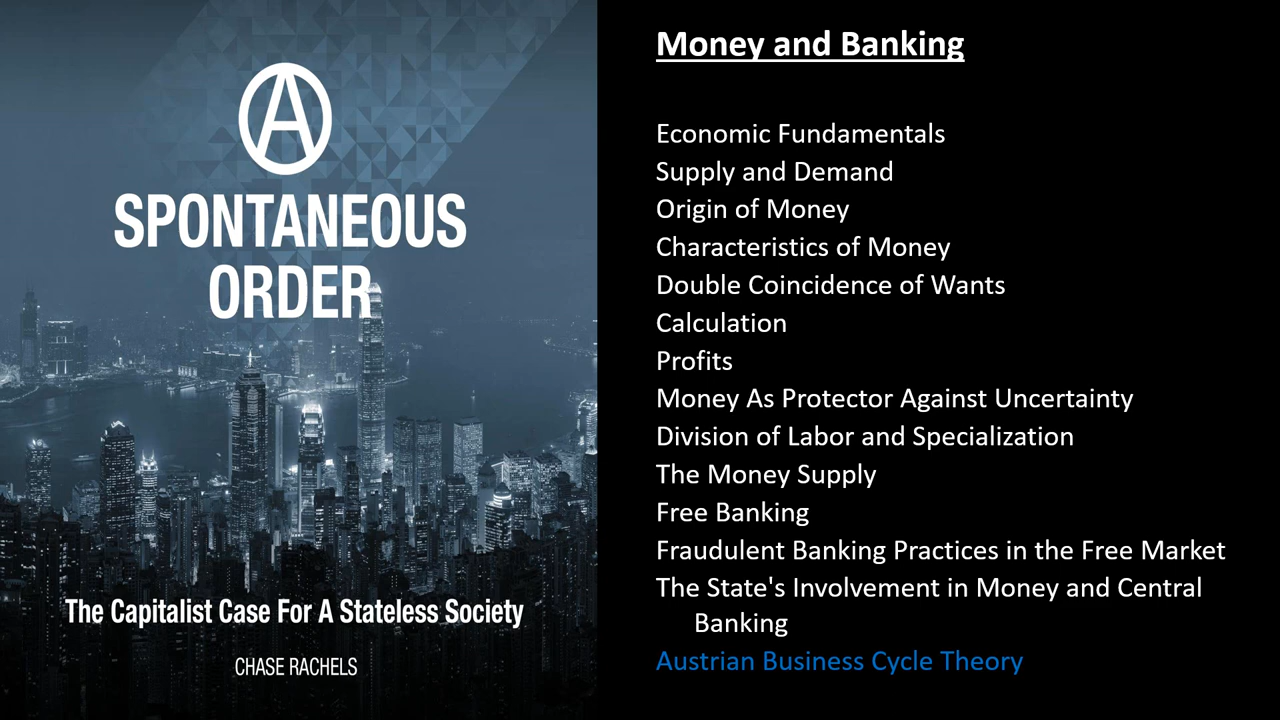 A
SPONTANEOUS
ORDER
The Capitalist Case For A Stateless Society
CHASE RACHELS
Money and Banking
Economic Fundamentals
Supply and Demand
Origin of Money
Characteristics of Money
Double Coincidence of Wants
Calculation
Profits
Money As Protector Against Uncertainty
Division of Labor and Specialization
The Money Supply
Free Banking
Fraudulent Banking Practices in the Free Market
The State's Involvement in Money and Central
Banking
Austrian Business Cycle Theory